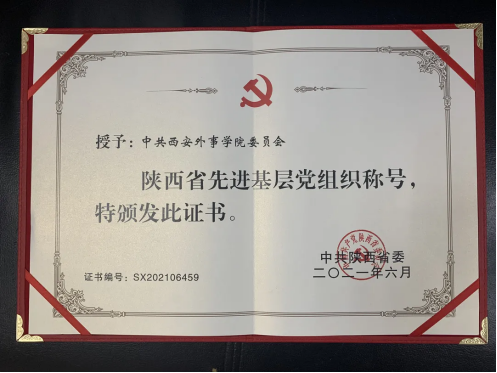 授予：中共西安外事学院委员会
陕西省先进基层党组织称号，
特颁发此证书。
中共陕西省委
二〇二一年六月
证书编号：SX202106459